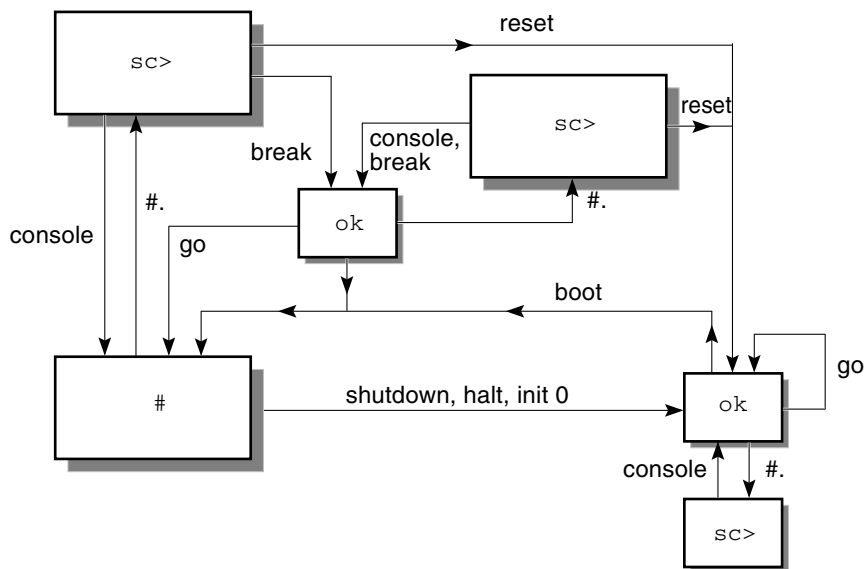 reset
sc>
sc>
reset
console,
break
break
#.
#.
ok
console
go
boot
go
#
shutdown, halt, init 0
ok
console
#.
sc>